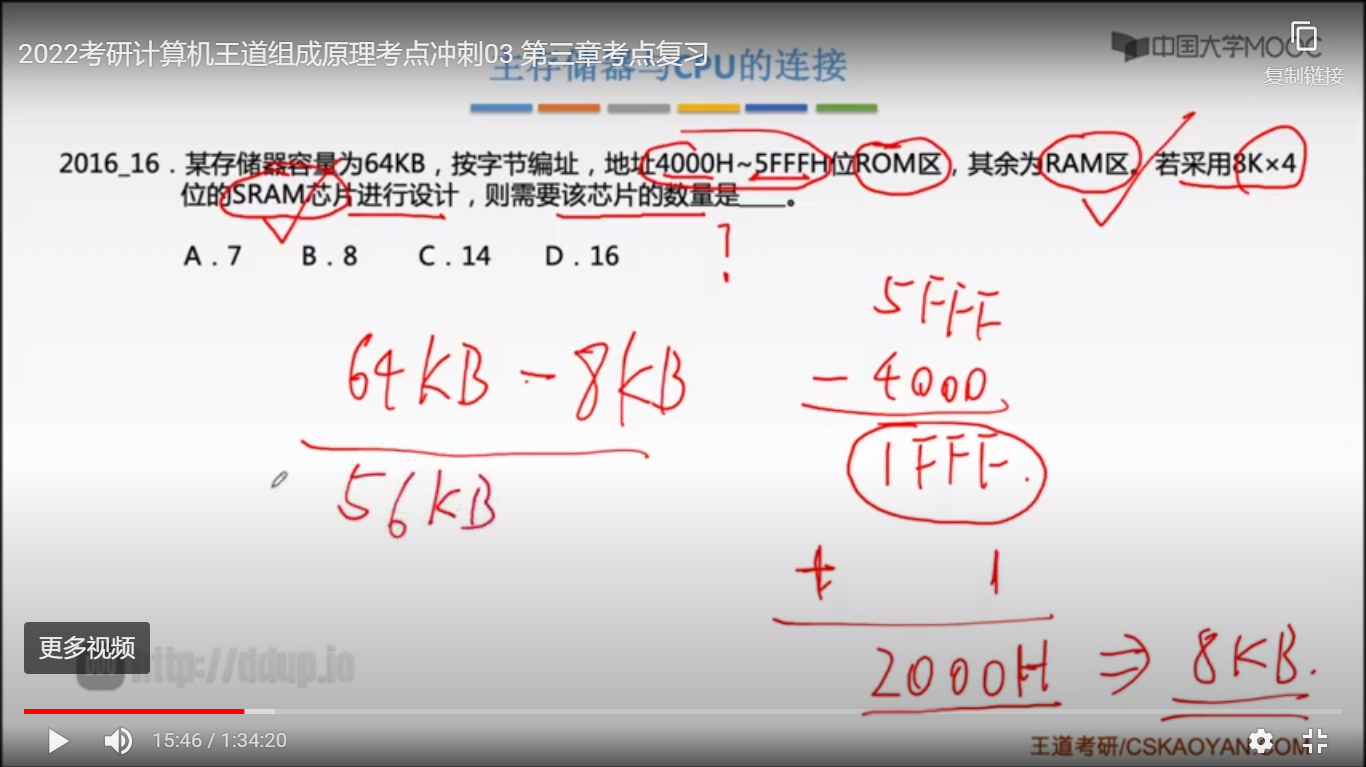 2022考研计算机王道组成原理考点冲刺03 第三章考点复习
主存储器与CPU的连接
中国大学MOOC
复制链接
2016_16．某存储器容量为64KB，按字节编址，地址4000H~5FFFH位ROM区，其余为RAM区。若采用8K×4
位的SRAM芯片进行设计，则需要该芯片的数量是____。
A．7 B．8 C．14 D．16
?
5FFF
64KB - 8KB
- 4000
1FFF.
56KB
+ 1
更多视频
http://ddup.io
2000H ⇒ 8KB.
15:46 / 1:34:20
王道考研/CSKAOYAN.COM